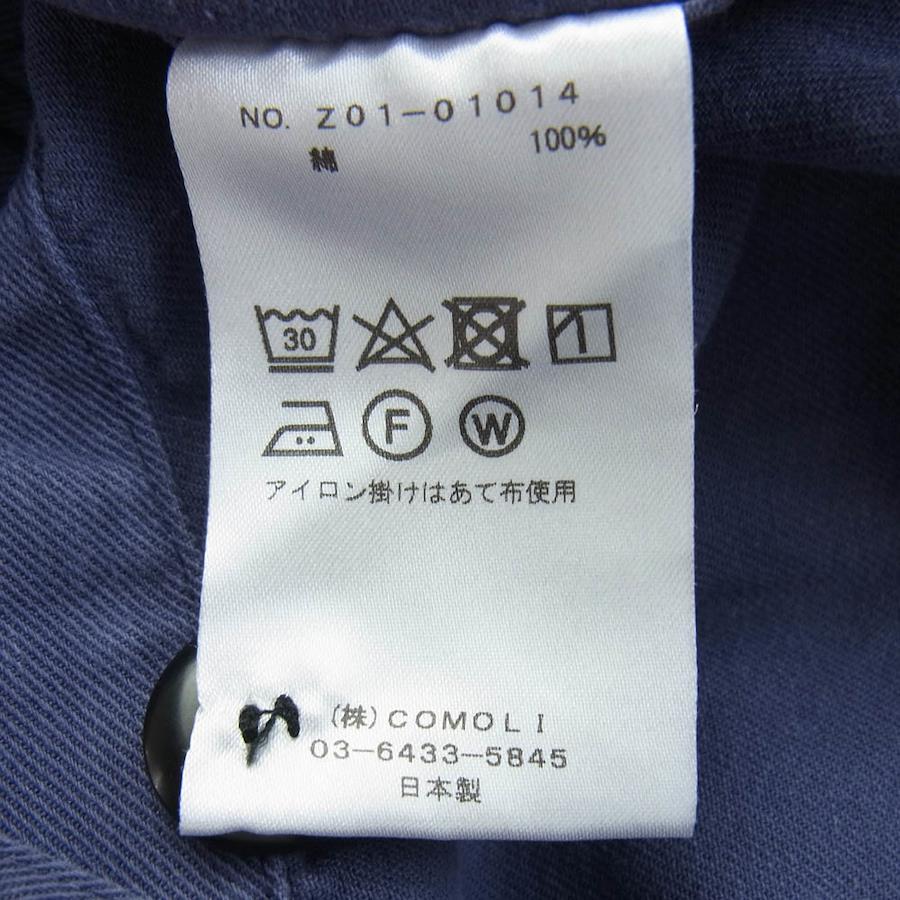 NO. Z01-01014
綿 100%
30
F W
アイロン掛けはあて布使用
(株)COMOLI
03-6433-5845
日本製